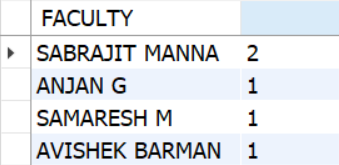 FACULTY
SABRAJIT MANNA 2
ANJAN G 1
SAMARESH M 1
AVISHEK BARMAN 1